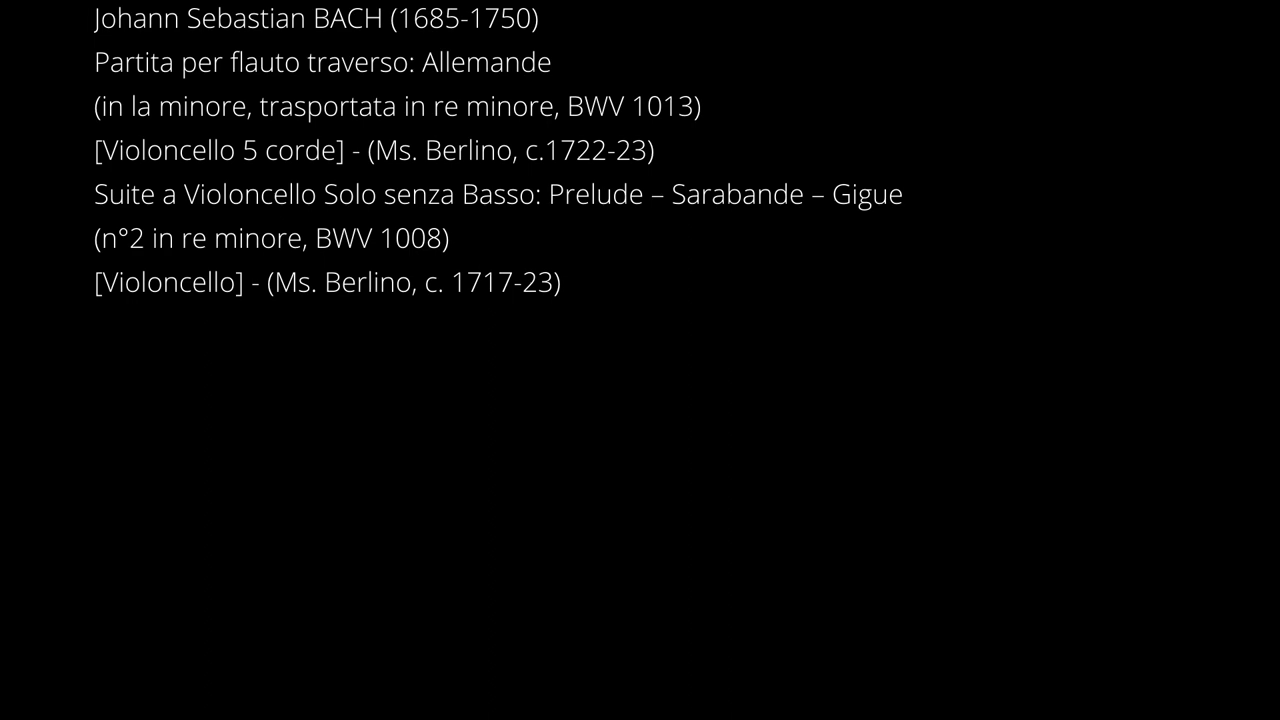 Johann Sebastian BACH (1685-1750)
Partita per flauto traverso: Allemande
(in la minore, trasportata in re minore, BWV 1013)
[Violoncello 5 corde] - (Ms. Berlino, c.1722-23)
Suite a Violoncello Solo senza Basso: Prelude – Sarabande – Gigue
(n°2 in re minore, BWV 1008)
[Violoncello] - (Ms. Berlino, c. 1717-23)